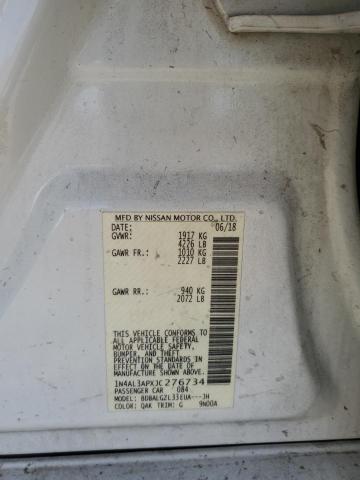 MFD BY NISSAN MOTOR CO., LTD.
DATE: 06/18
GVWR: 1917 KG
4226 LB
GAWR FR.: 1010 KG
2227 LB
GAWR RR.: 940 KG
2072 LB
THIS VEHICLE CONFORMS TO ALL
APPLICABLE FEDERAL
MOTOR VEHICLE SAFETY,
BUMPER, AND THEFT
PREVENTION STANDARDS
IN EFFECT ON THE DATE OF
MANUFACTURE SHOWN ABOVE.
1N4AL3APXJC276734
PASSENGER CAR 084
MODEL: BDBALGZL33EUA---JH
COLOR: QAK TRIM: G 9N00A